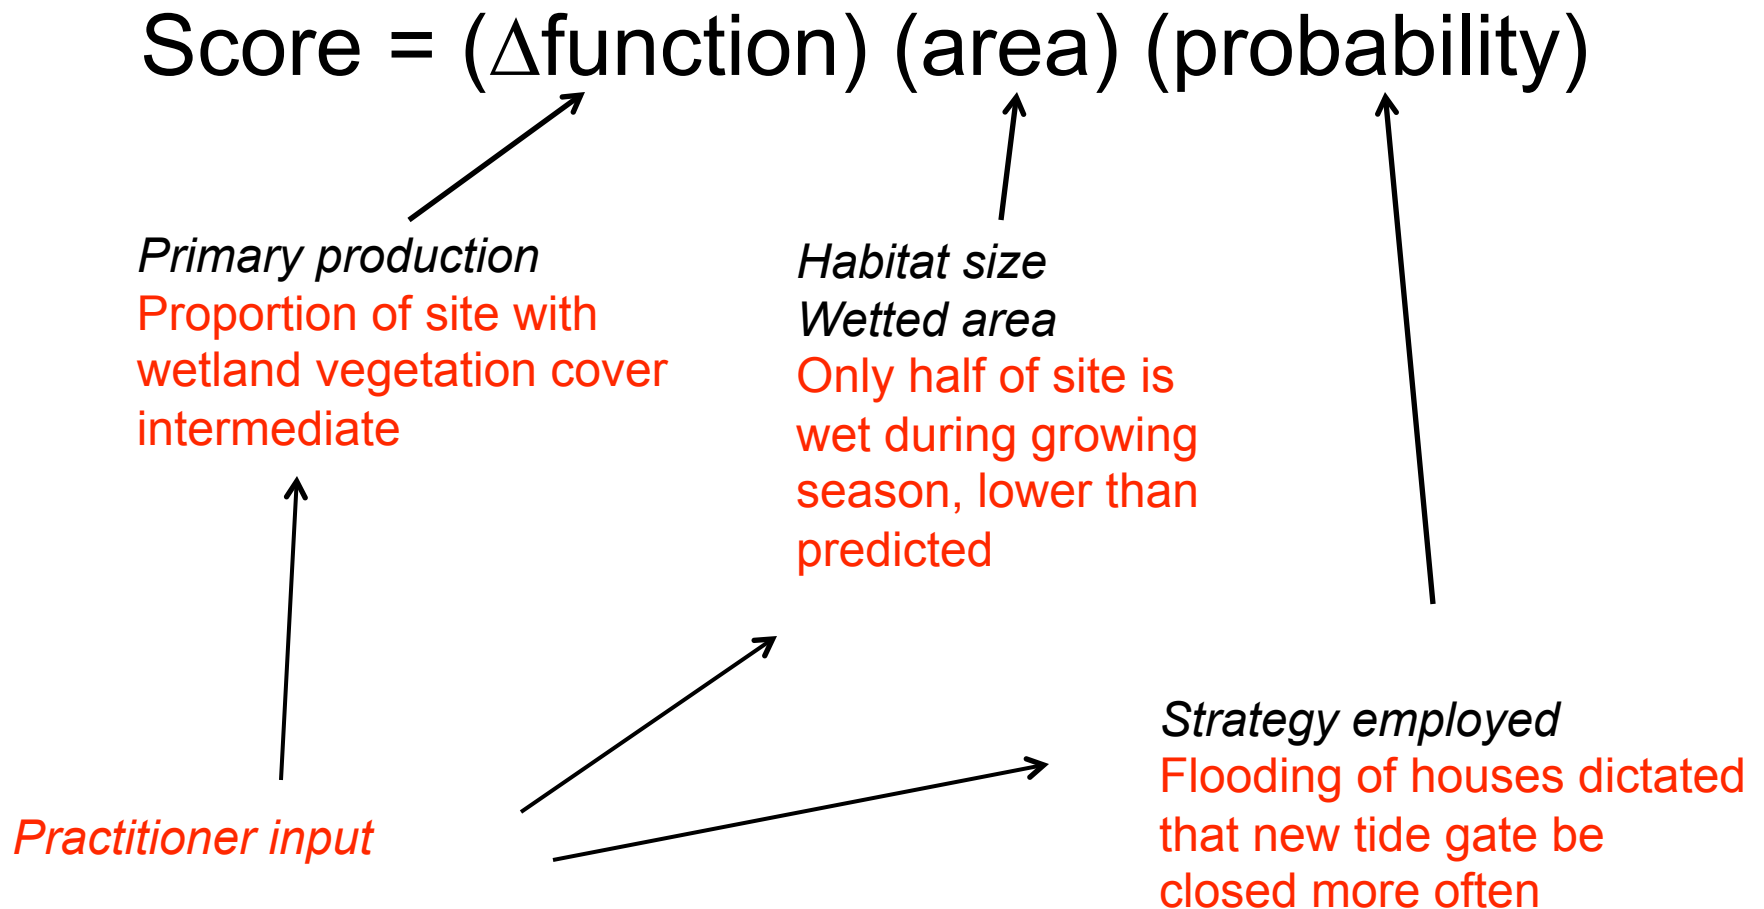 Score = (Δfunction) (area) (probability)
Primary production
Proportion of site with
wetland vegetation cover
intermediate
Habitat size
Wetted area
Only half of site is
wet during growing
season, lower than
predicted
Strategy employed
Flooding of houses dictated
that new tide gate be
closed more often
Practitioner input